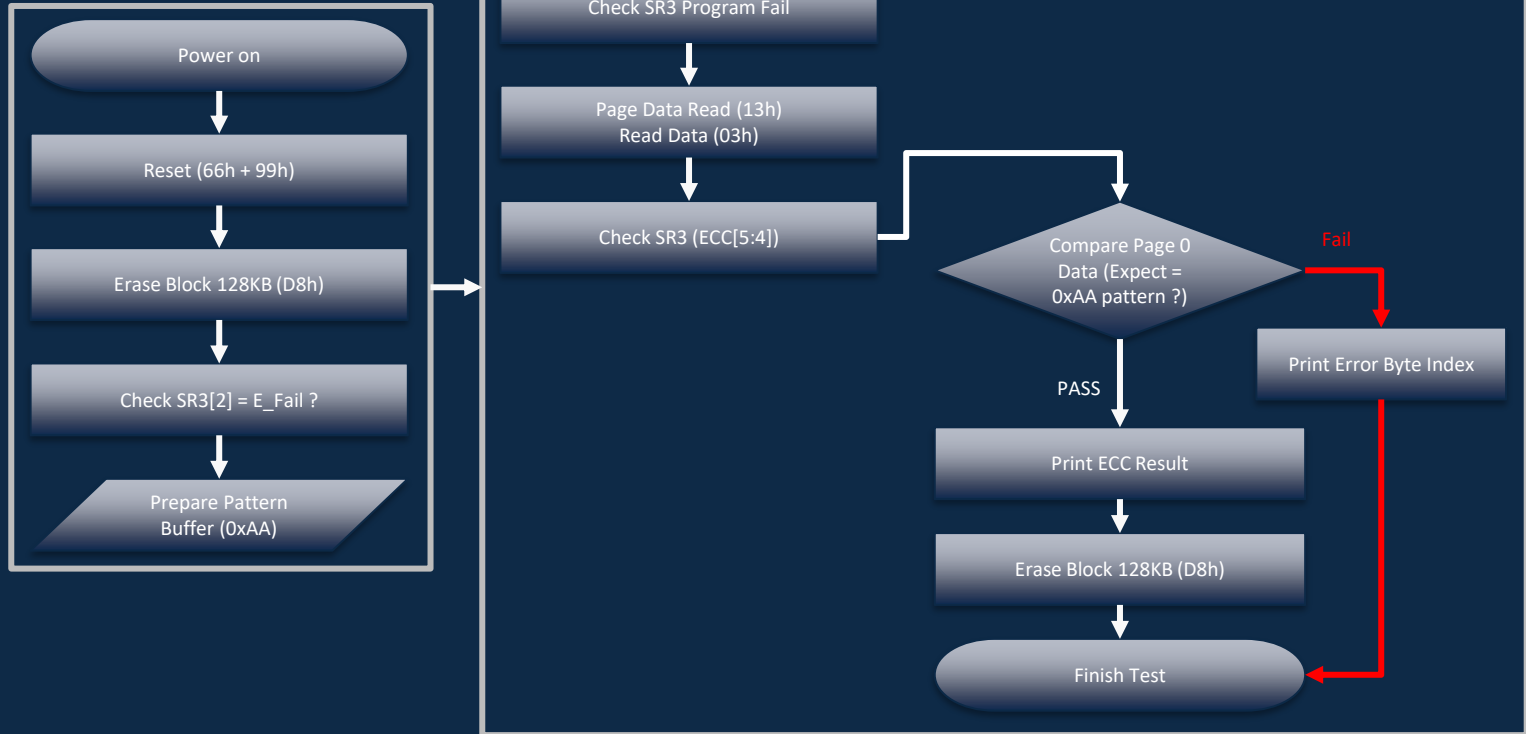 Power on
Reset (66h + 99h)
Erase Block 128KB (D8h)
Check SR3[2] = E_Fail ?
Prepare Pattern
Buffer (0xAA)
Check SR3 Program Fail
Page Data Read (13h)
Read Data (03h)
Check SR3 (ECC[5:4])
Compare Page 0
Data (Expect =
0xAA pattern ?)
Fail
Print Error Byte Index
PASS
Print ECC Result
Erase Block 128KB (D8h)
Finish Test